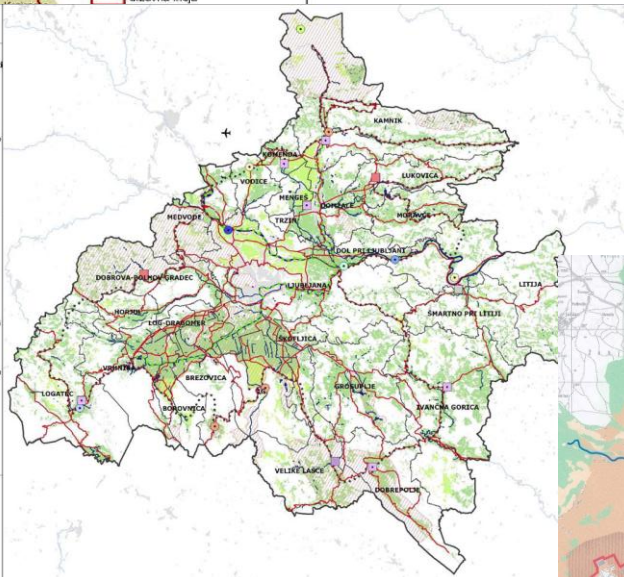 KAMNIK
KOMENDA
LUKOVICA
VODICE
MENGEŠ
DOMŽALE
MORAVČE
MEDVODE
TRZIN
DOL PRI LJUBLJANI
DOBROVA-POLHOV GRADEC
LJUBLJANA
LITIJA
HORJUL
ŠMARTNO PRI LITIJI
LOG-DRAGOMER
ŠKOFLJICA
VRHNIKA
BREZOVICA
GROSUPLJE
LOGATEC
BOROVNICA
IVANČNA GORICA
IG
VELIKE LAŠČE
DOBREPOLJE